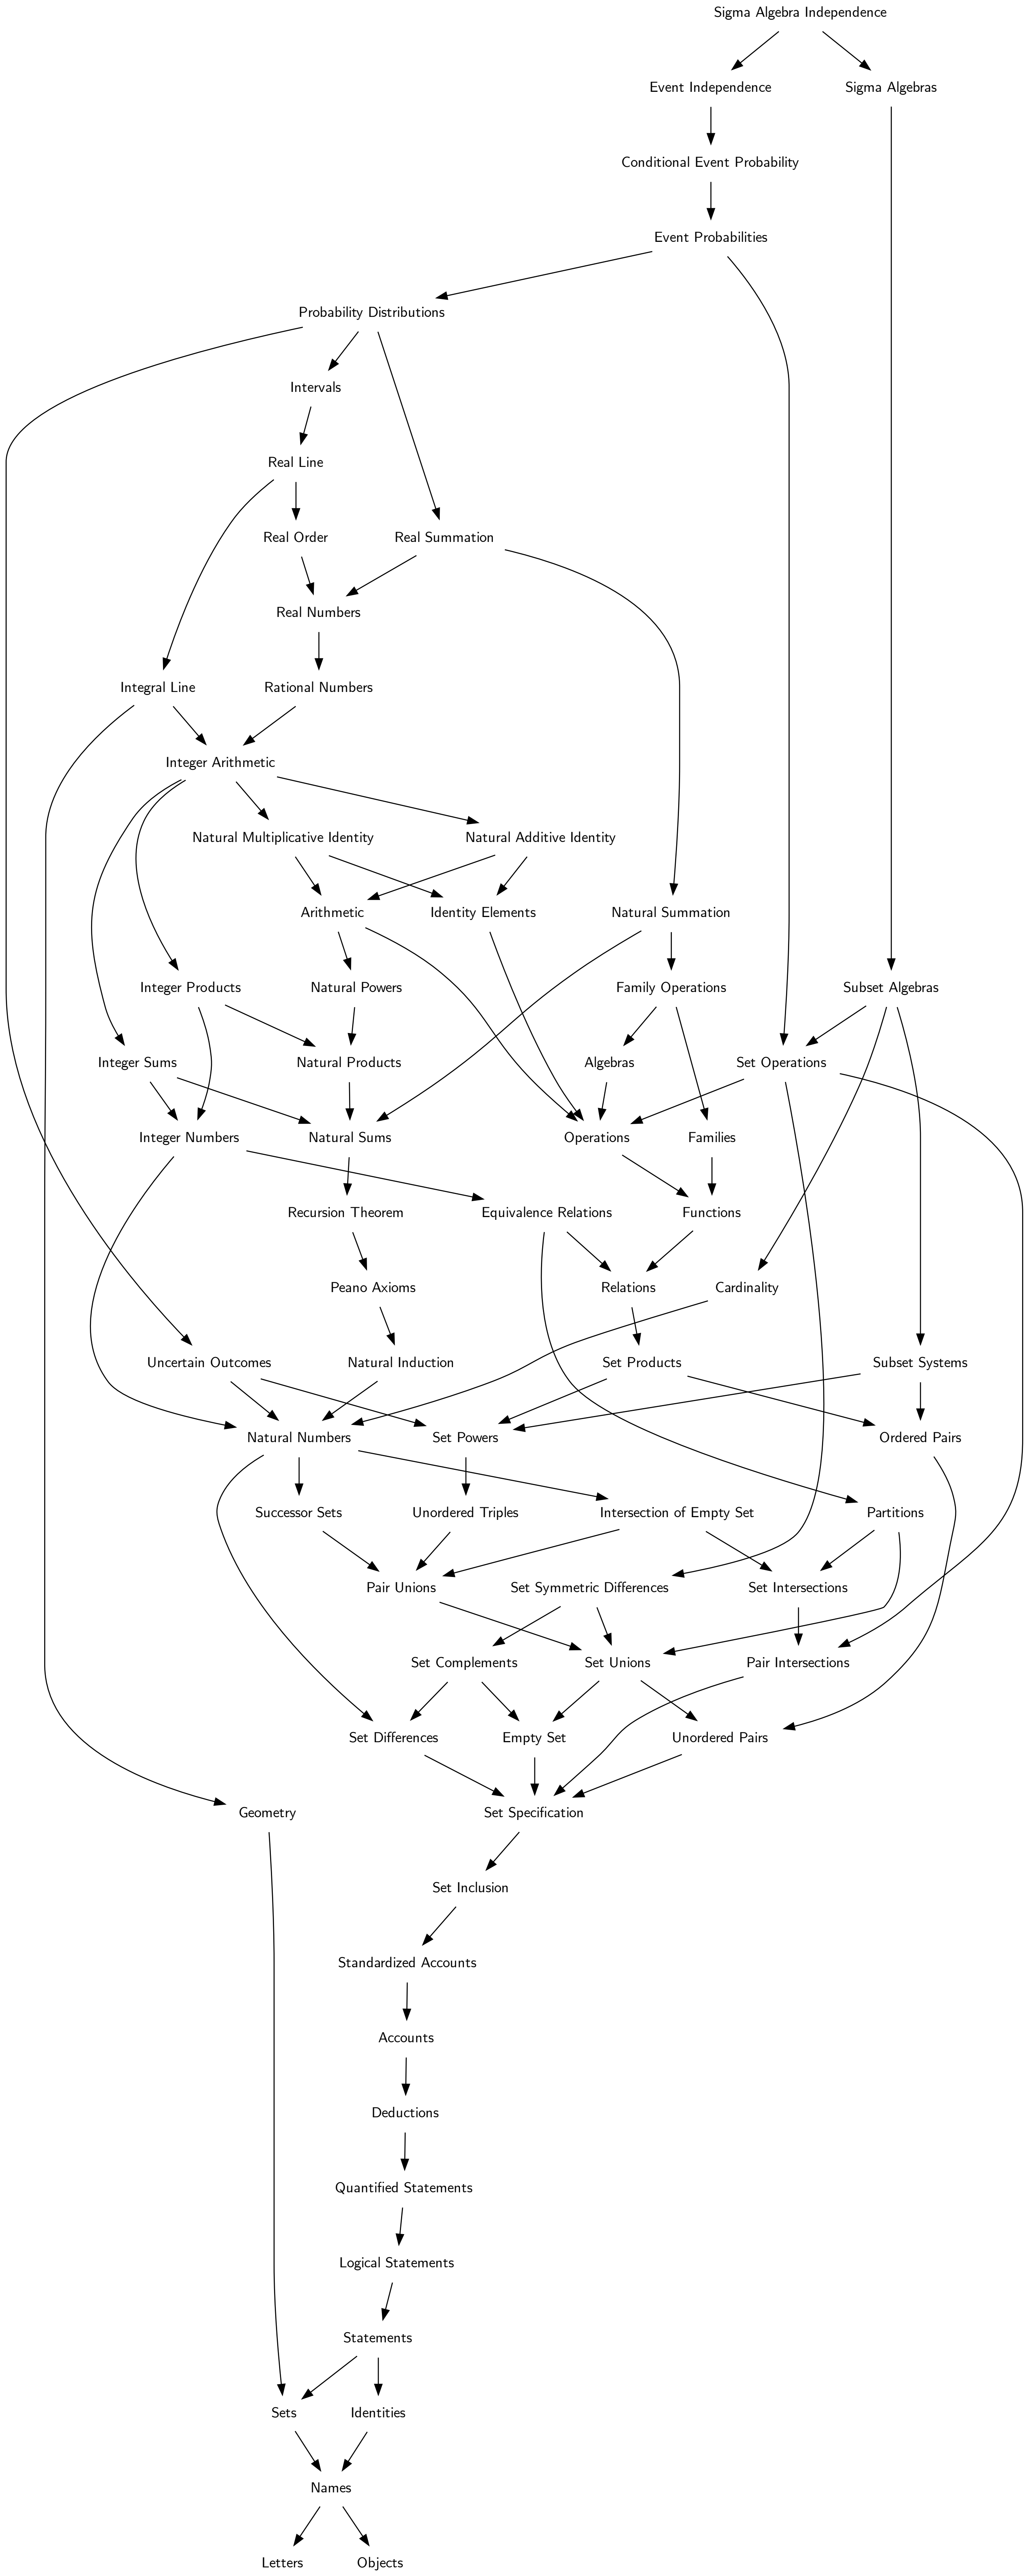 Sigma Algebra Independence
Event Independence
Sigma Algebras
Conditional Event Probability
Event Probabilities
Probability Distributions
Intervals
Real Line
Real Order
Real Summation
Real Numbers
Integral Line
Rational Numbers
Integer Arithmetic
Natural Multiplicative Identity
Natural Additive Identity
Arithmetic
Identity Elements
Natural Summation
Integer Products
Natural Powers
Family Operations
Subset Algebras
Integer Sums
Natural Products
Algebras
Set Operations
Integer Numbers
Natural Sums
Operations
Families
Recursion Theorem
Equivalence Relations
Functions
Peano Axioms
Relations
Cardinality
Uncertain Outcomes
Natural Induction
Set Products
Subset Systems
Natural Numbers
Set Powers
Ordered Pairs
Successor Sets
Unordered Triples
Intersection of Empty Set
Partitions
Pair Unions
Set Symmetric Differences
Set Intersections
Set Complements
Set Unions
Pair Intersections
Set Differences
Empty Set
Unordered Pairs
Geometry
Set Specification
Set Inclusion
Standardized Accounts
Accounts
Deductions
Quantified Statements
Logical Statements
Statements
Sets
Identities
Names
Letters
Objects